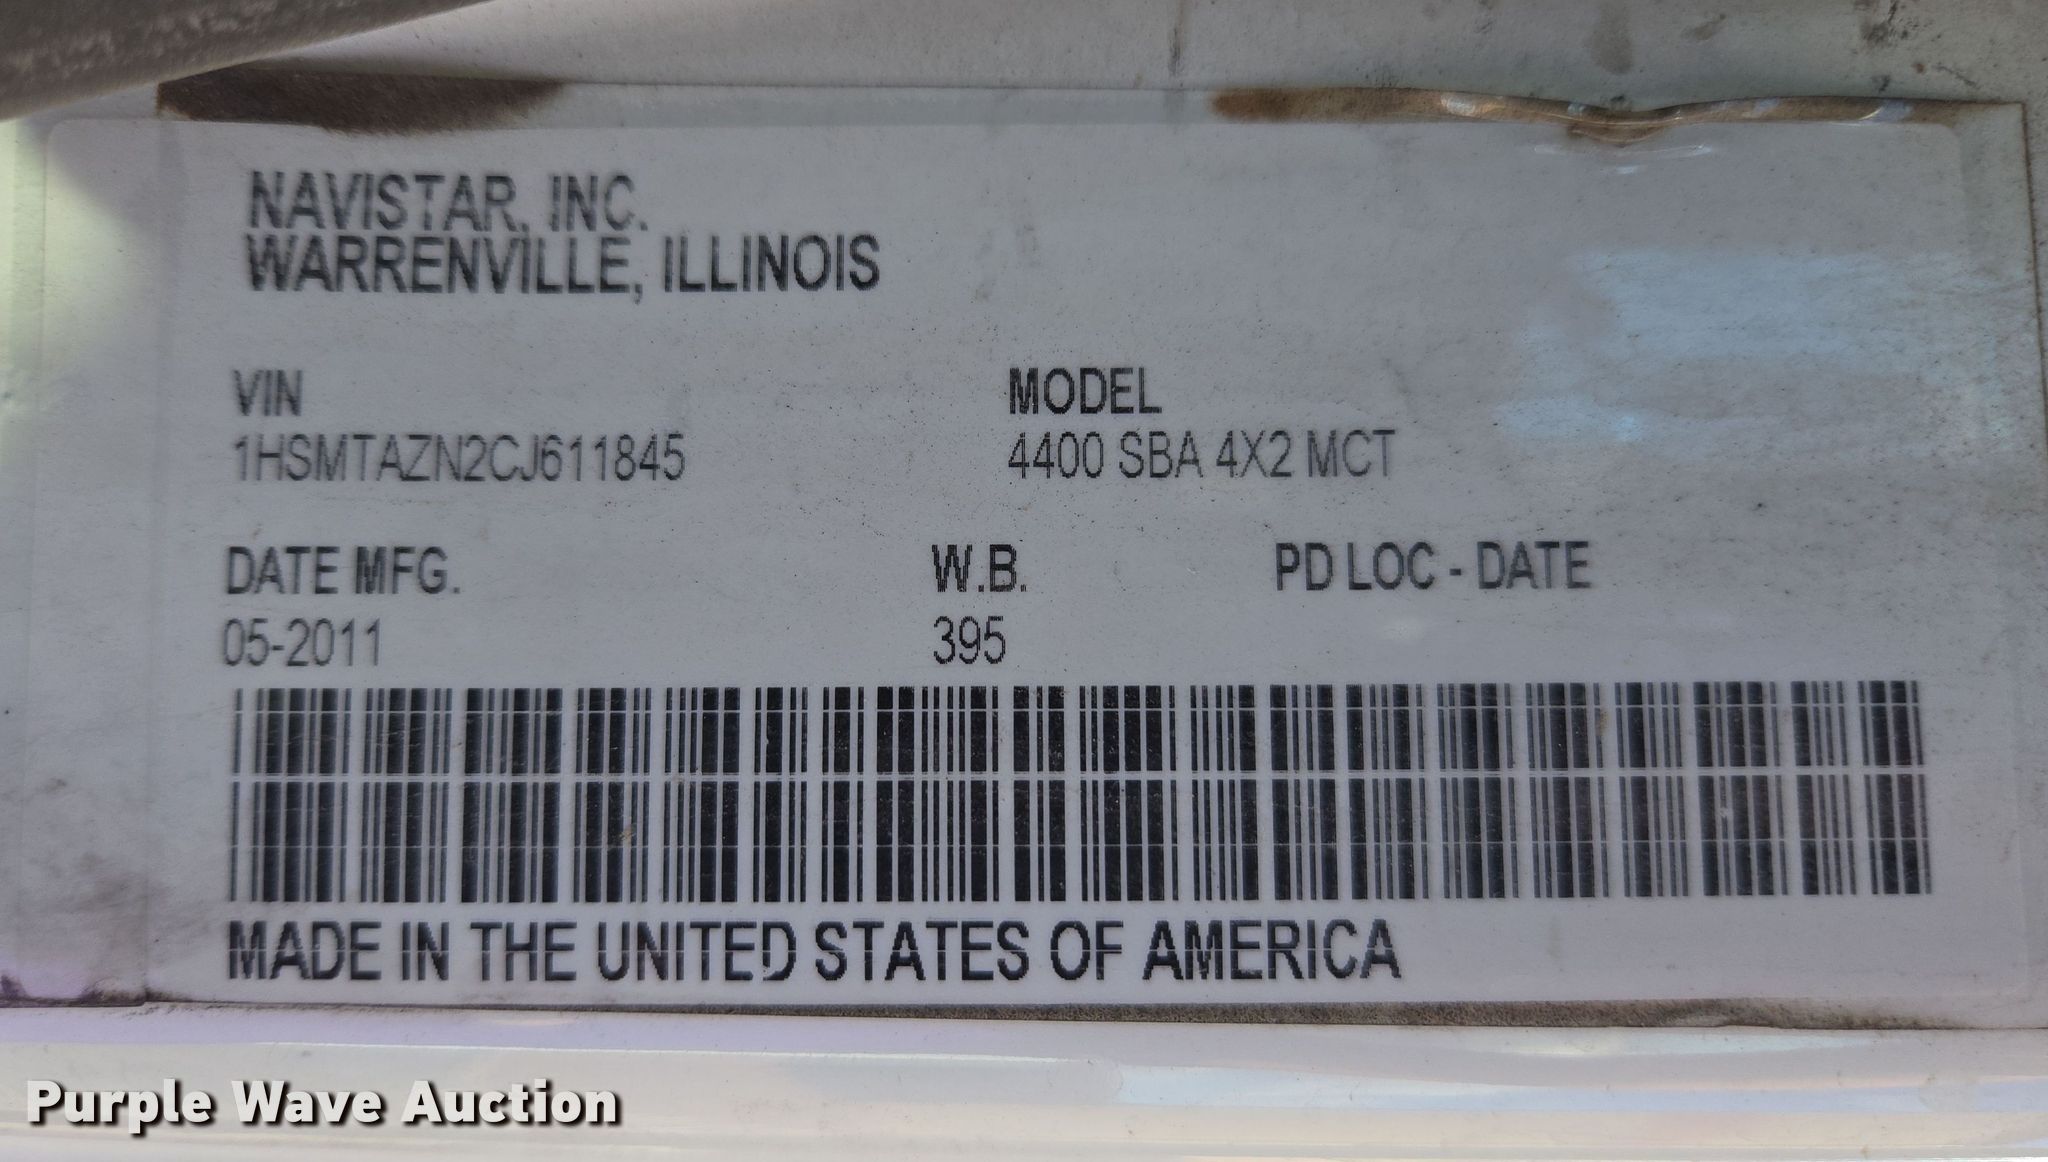 NAVISTAR, INC.
WARRENVILLE, ILLINOIS
VIN MODEL
1HSMTAZN2CJ611845 4400 SBA 4X2 MCT
DATE MFG. W.B. PD LOC - DATE
05-2011 395
MADE IN THE UNITED STATES OF AMERICA
Purple Wave Auction